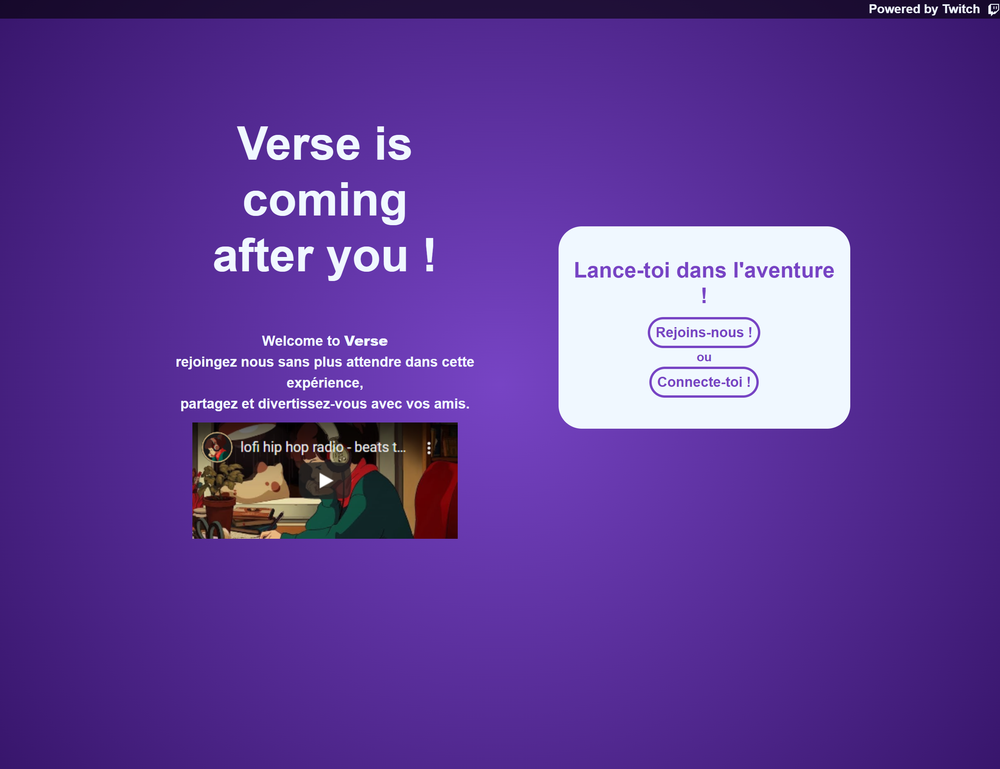 Powered by Twitch
Verse is
coming
after you !
Welcome to Verse
rejoingez nous sans plus attendre dans cette
expérience,
partagez et divertissez-vous avec vos amis.
lofi hip hop radio - beats t...
Lance-toi dans l'aventure
!
Rejoins-nous !
ou
Connecte-toi !